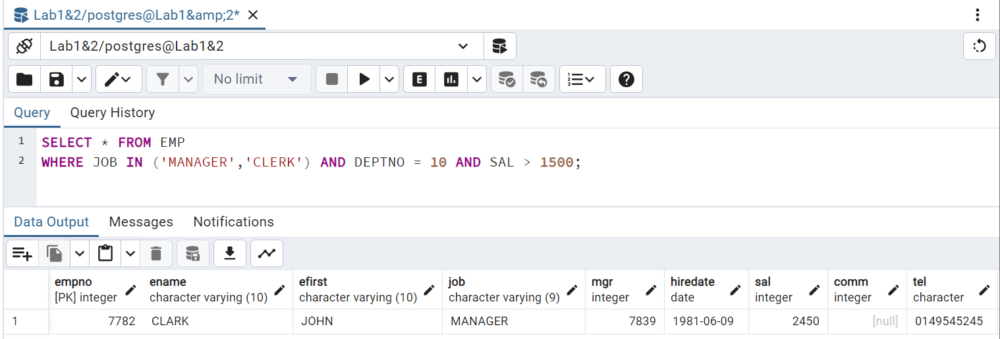 Lab1&2/postgres@Lab1&amp;2*
Lab1&2/postgres@Lab1&2
No limit
E
Query Query History
1 SELECT * FROM EMP
2 WHERE JOB IN ('MANAGER','CLERK') AND DEPTNO = 10 AND SAL > 1500;
Data Output Messages Notifications
empno ename efirst job mgr hiredate sal comm tel
[PK] integer character varying (10) character varying (10) character varying (9) integer date integer integer character
1 7782 CLARK JOHN MANAGER 7839 1981-06-09 2450 [null] 0149545245